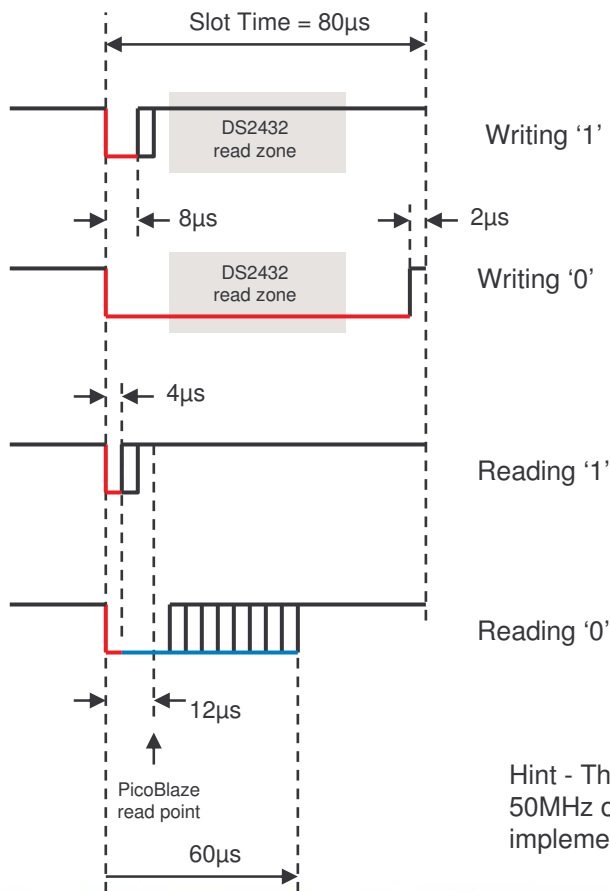 Slot Time = 80µs
DS2432
read zone
Writing ‘1’
8µs
2µs
DS2432
read zone
Writing ‘0’
4µs
Reading ‘1’
Reading ‘0’
12µs
PicoBlaze
read point
60µs
Hint - Th
50MHz
impleme